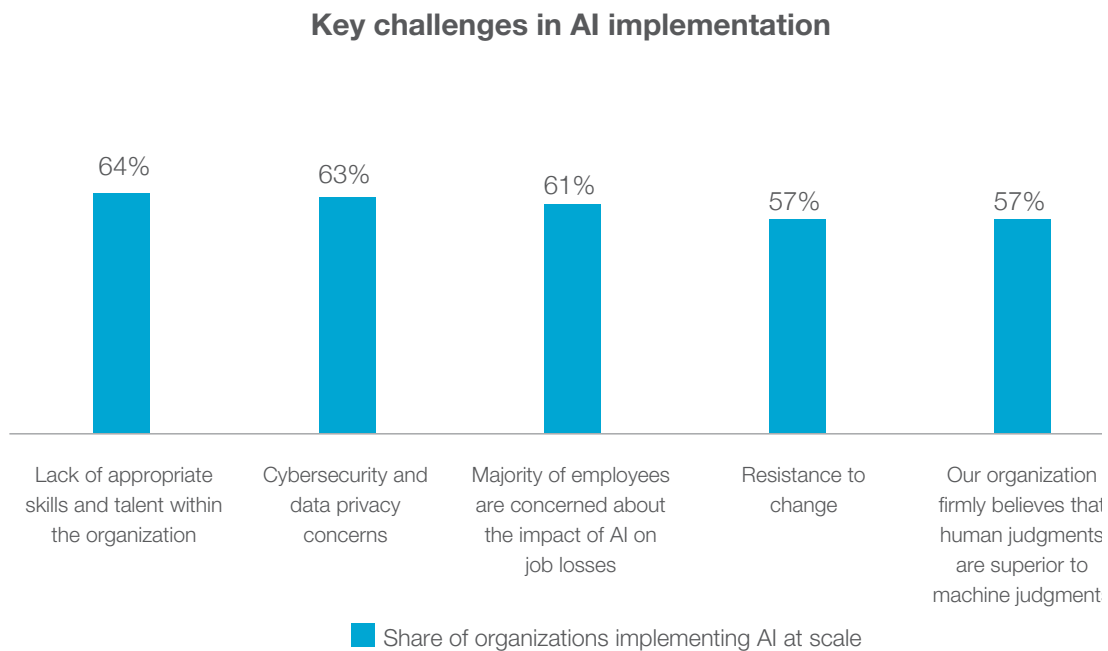 Key challenges in AI implementation
64%
63%
61%
57%
57%
Lack of appropriate
skills and talent within
the organization
Cybersecurity and
data privacy
concerns
Majority of employees
are concerned about
the impact of AI on
job losses
Resistance to
change
Our organization
firmly believes that
human judgments
are superior to
machine judgment
Share of organizations implementing AI at scale